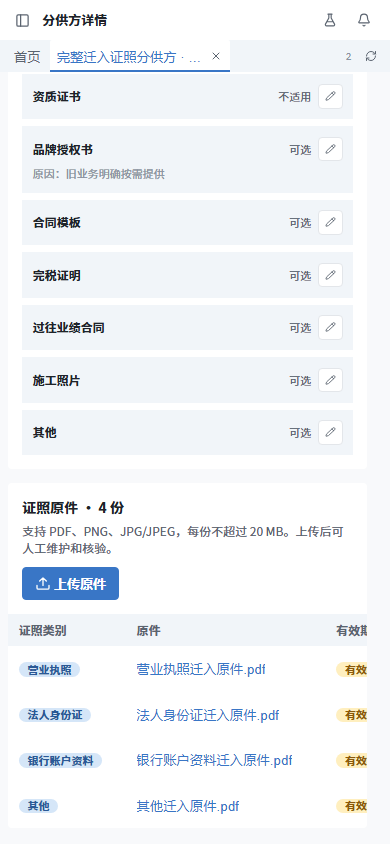 分供方详情
首页
完整迁入证照分供方 · ...
2
资质证书
不适用
品牌授权书
可选
原因：旧业务明确按需提供
合同模板
可选
完税证明
可选
过往业绩合同
可选
施工照片
可选
其他
可选
证照原件 · 4 份
支持 PDF、PNG、JPG/JPEG，每份不超过 20 MB。上传后可
人工维护和核验。
上传原件
证照类别 原件 有效期
营业执照 营业执照迁入原件.pdf 有效
法人身份证 法人身份证迁入原件.pdf 有效
银行账户资料 银行账户资料迁入原件.pdf 有效
其他 其他迁入原件.pdf 有效